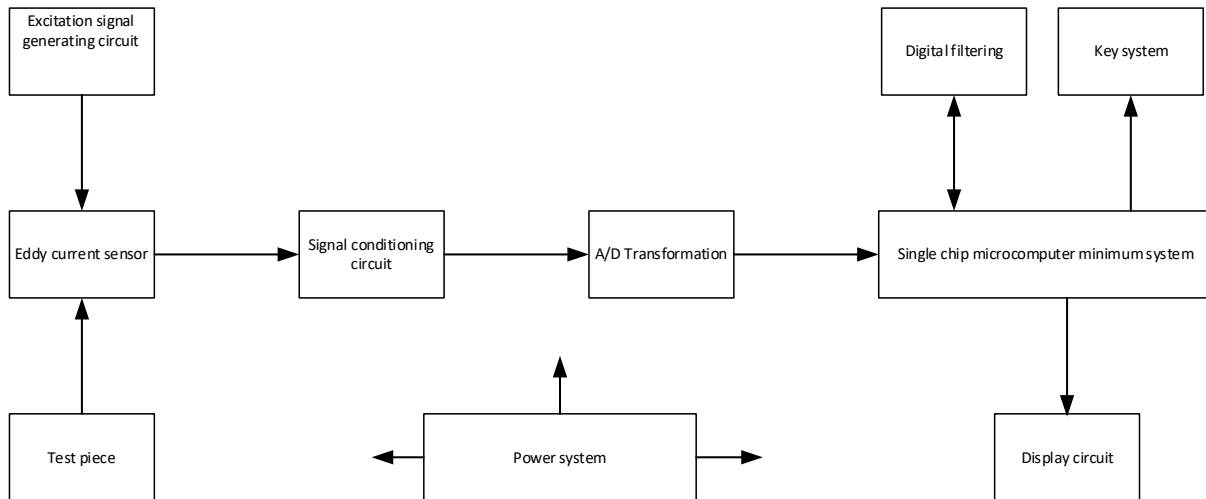 Excitation signal
generating circuit
Digital filtering
Key system
Eddy current sensor
Signal conditioning
circuit
A/D Transformation
Single chip microcomputer minimum system
Test piece
Power system
Display circuit